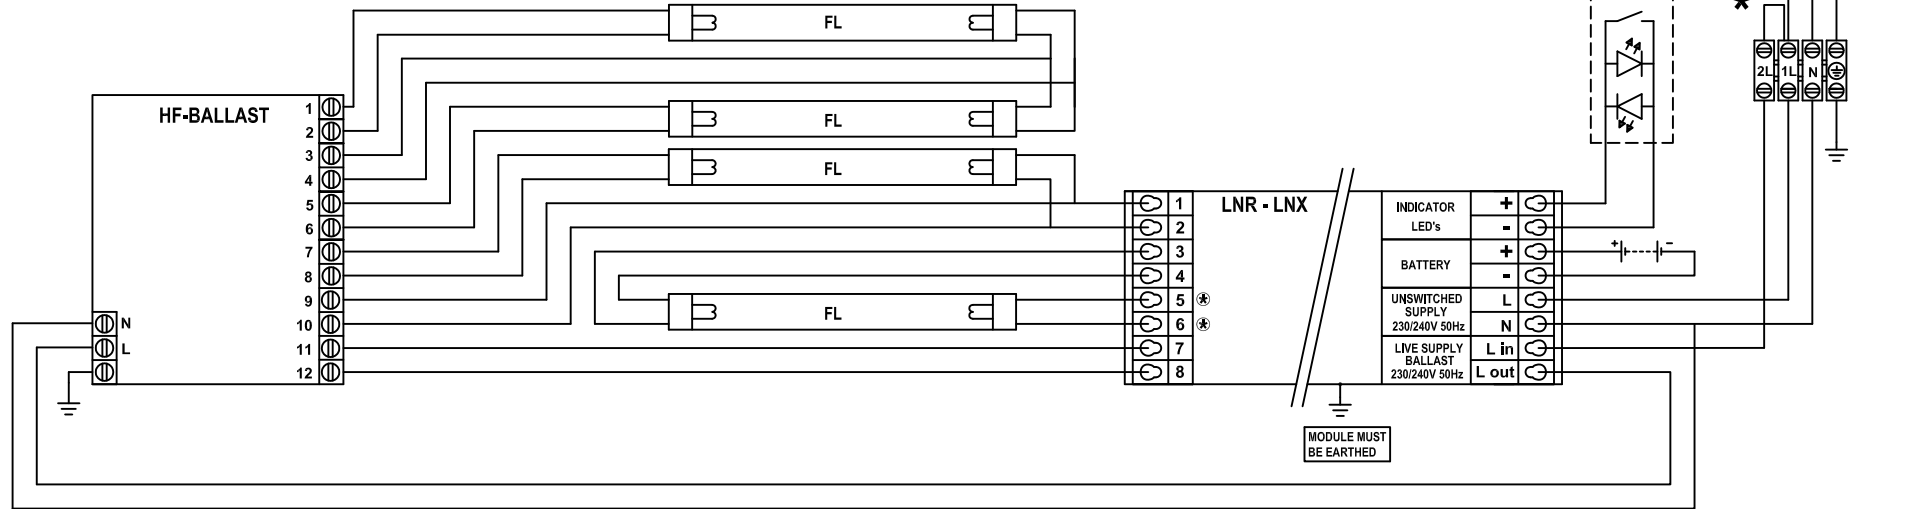 FL
*
2L 1L N
HF-BALLAST
1
2
3
4
5
6
7
8
9
10
11
12
N
L
FL
FL
FL
LNR - LNX
1
2
3
4
5 *
6 *
7
8
INDICATOR
LED's
+
-
BATTERY
+
-
+ -
UNSWITCHED
SUPPLY
230/240V 50Hz
L
N
LIVE SUPPLY
BALLAST
230/240V 50Hz
L in
L out
MODULE MUST
BE EARTHED